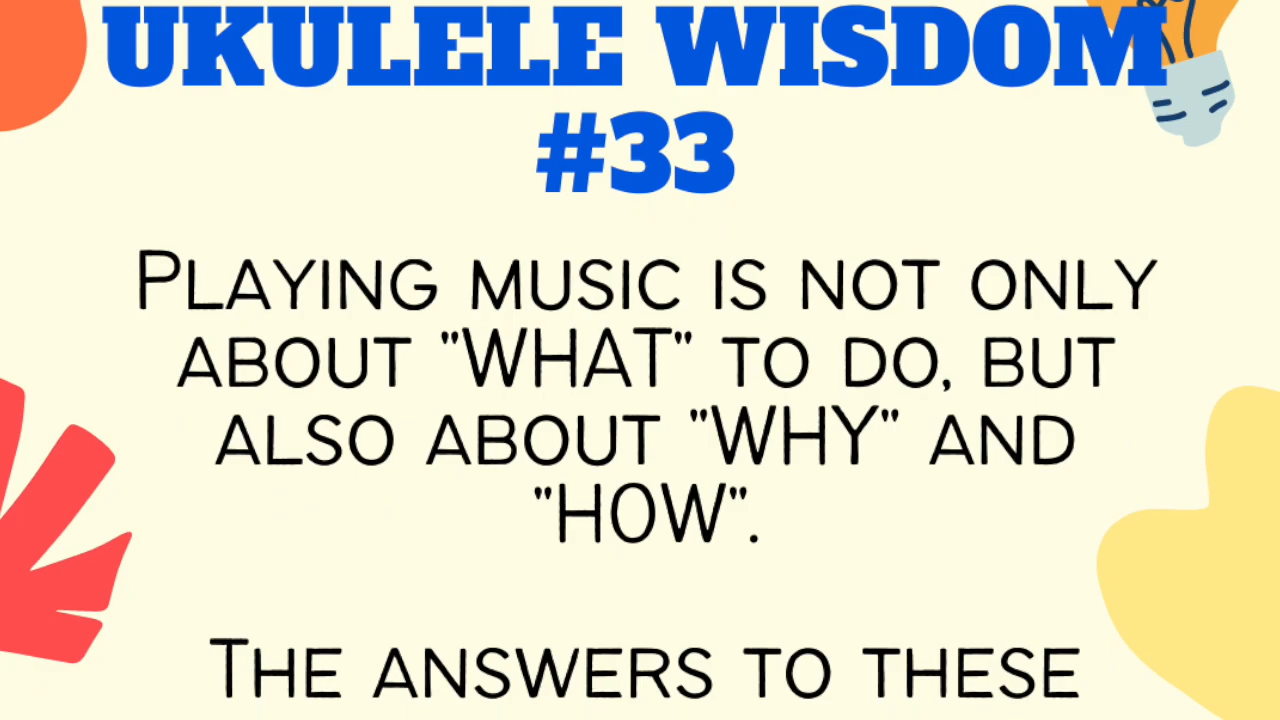 UKULELE WISDOM
#33
Playing music is not only
about "WHAT" to do, but
also about "WHY" and
"HOW".
The answers to these